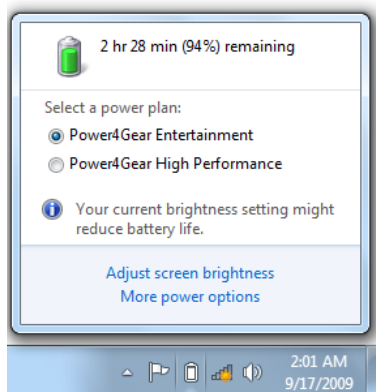 2 hr 28 min (94%) remaining
Select a power plan:
Power4Gear Entertainment
Power4Gear High Performance
Your current brightness setting might
reduce battery life.
Adjust screen brightness
More power options
2:01 AM
9/17/2009